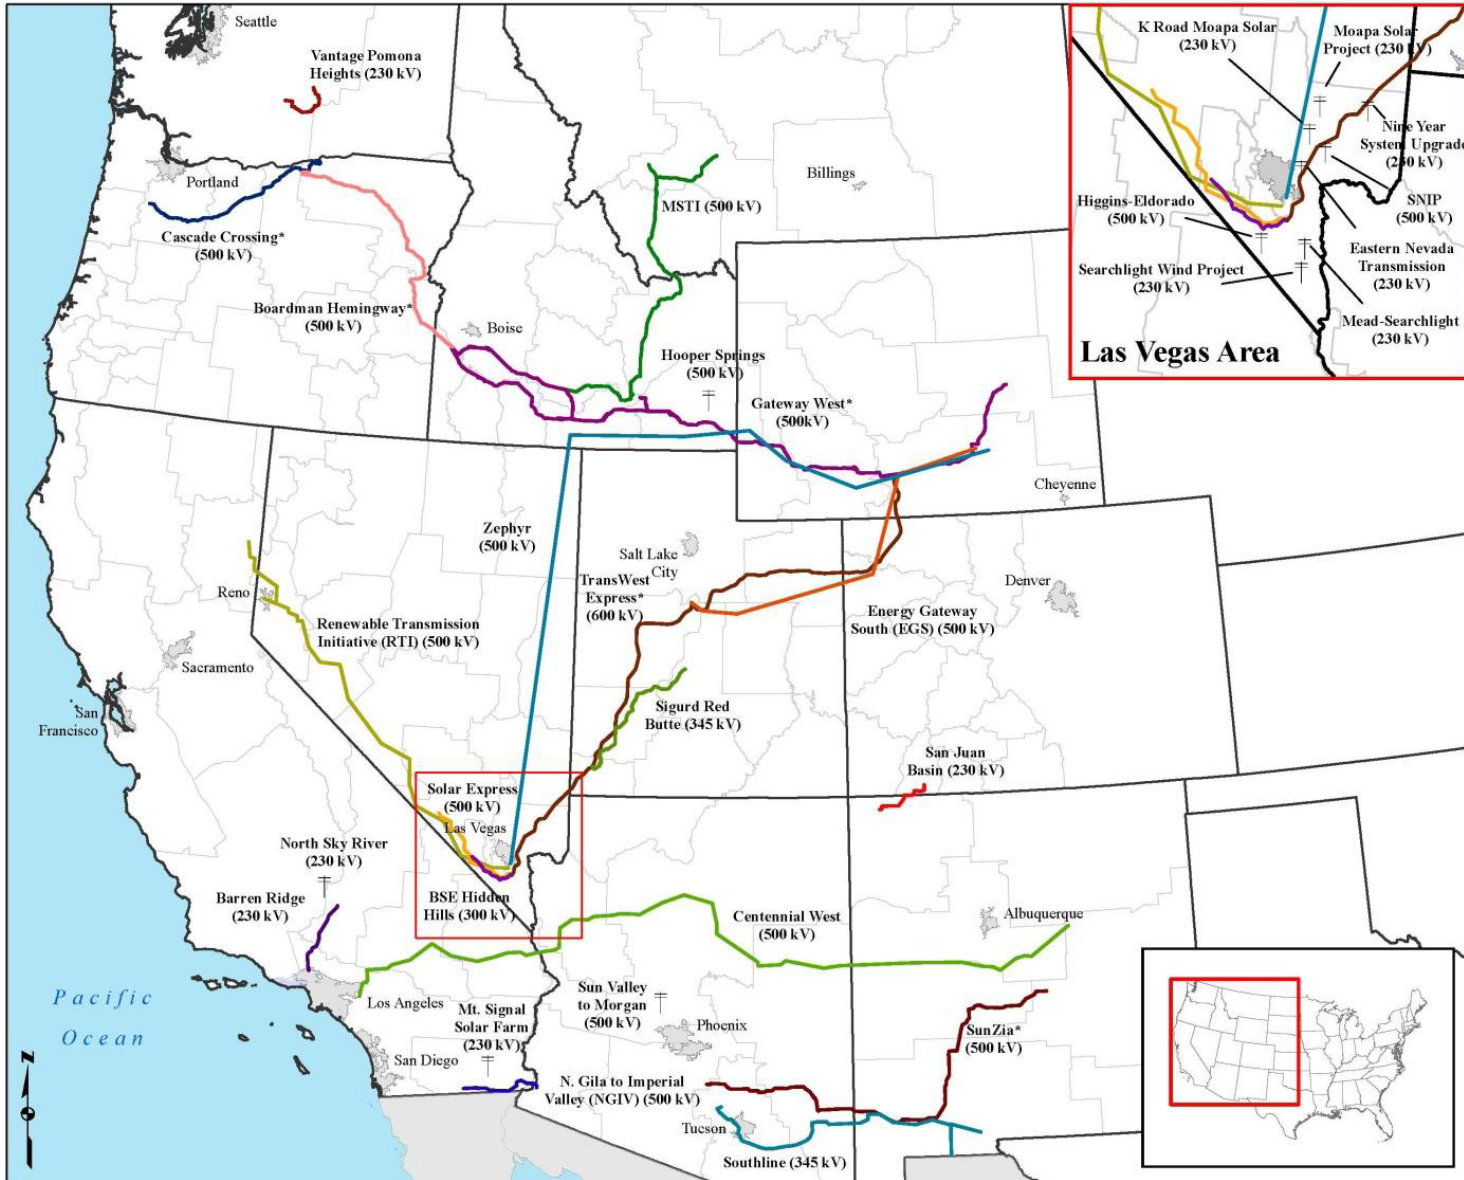 Seattle
Vantage Pomona
Heights (230 kV)
Portland
Cascade Crossing*
(500 kV)
Boardman Hemingway*
(500 kV)
Boise
MSTI (500 kV)
Billings
Hooper Springs
(500 kV)
Gateway West*
(500kV)
Cheyenne
Zephyr
(500 kV)
Salt Lake
City
TransWest
Express*
(600 kV)
Denver
Energy Gateway
South (EGS) (500 kV)
Reno
Renewable Transmission
Initiative (RTI) (500 kV)
Sacramento
San
Francisco
Sigurd Red
Butte (345 kV)
San Juan
Basin (230 kV)
Solar Express
(500 kV)
Las Vegas
North Sky River
(230 kV)
Barren Ridge
(230 kV)
BSE Hidden
Hills (300 kV)
Centennial West
(500 kV)
Albuquerque
Los Angeles
Pacific
Ocean
Mt. Signal
Solar Farm
(230 kV)
Sun Valley
to Morgan
(500 kV)
Phoenix
SunZia*
(500 kV)
San Diego
N. Gila to Imperial
Valley (NGIV) (500 kV)
Tucson
Southline (345 kV)
N
K Road Moapa Solar
(230 kV)
Moapa Solar
Project (230 kV)
Nine Year
System Upgrade
(230 kV)
Higgins-Eldorado
(500 kV)
SNIP
(500 kV)
Searchlight Wind Project
(230 kV)
Eastern Nevada
Transmission
(230 kV)
Mead-Searchlight
(230 kV)
Las Vegas Area